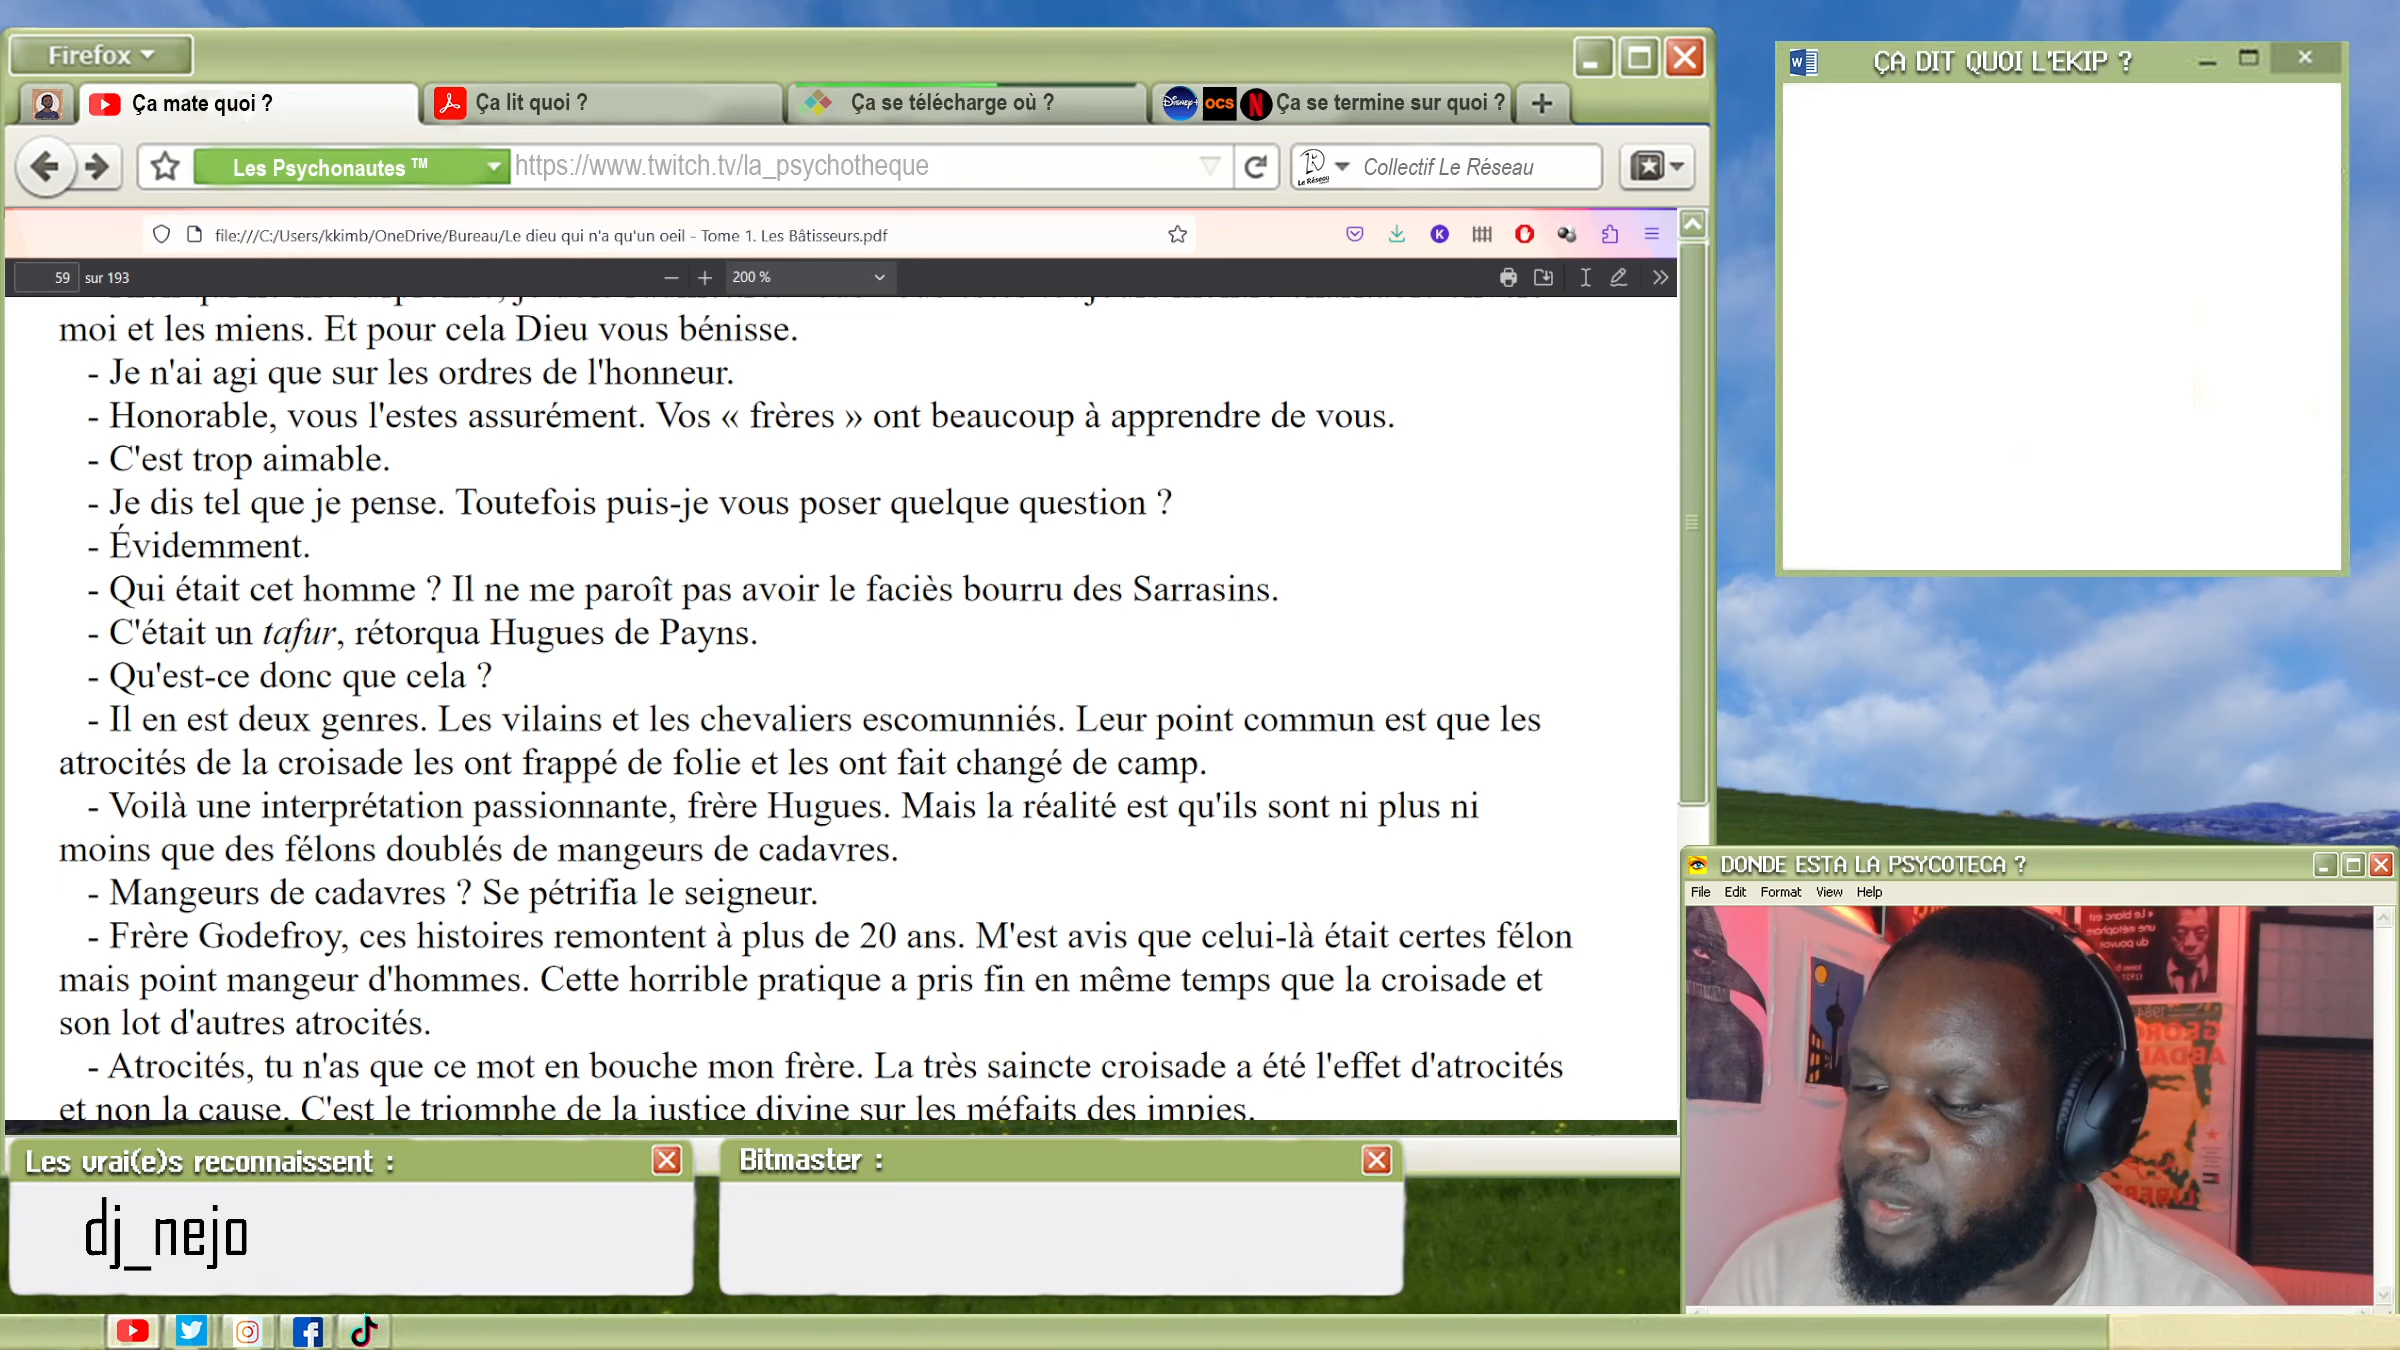 Firefox
Ça mate quoi ?
Ça lit quoi ?
Ça se télécharge où ?
Disney+ OCS N Ça se termine sur quoi ?
Les Psychonautes ™
https://www.twitch.tv/la_psychotheque
Le Réseau
Collectif Le Réseau
file:///C:/Users/kkimb/OneDrive/Bureau/Le dieu qui n'a qu'un oeil - Tome 1. Les Bâtisseurs.pdf
59 sur 193
200 %
moi et les miens. Et pour cela Dieu vous bénisse.
- Je n'ai agi que sur les ordres de l'honneur.
- Honorable, vous l'estes assurément. Vos « frères » ont beaucoup à apprendre de vous.
- C'est trop aimable.
- Je dis tel que je pense. Toutefois puis-je vous poser quelque question ?
- Évidemment.
- Qui était cet homme ? Il ne me paroît pas avoir le faciès bourru des Sarrasins.
- C'était un tafur, rétorqua Hugues de Payns.
- Qu'est-ce donc que cela ?
- Il en est deux genres. Les vilains et les chevaliers escomunniés. Leur point commun est que les
atrocités de la croisade les ont frappé de folie et les ont fait changé de camp.
- Voilà une interprétation passionnante, frère Hugues. Mais la réalité est qu'ils sont ni plus ni
moins que des félons doublés de mangeurs de cadavres.
- Mangeurs de cadavres ? Se pétrifia le seigneur.
- Frère Godefroy, ces histoires remontent à plus de 20 ans. M'est avis que celui-là était certes félon
mais point mangeur d'hommes. Cette horrible pratique a pris fin en même temps que la croisade et
son lot d'autres atrocités.
- Atrocités, tu n'as que ce mot en bouche mon frère. La très saincte croisade a été l'effet d'atrocités
et non la cause. C'est le triomphe de la justice divine sur les méfaits des impies.
ÇA DIT QUOI L'EKIP ?
DONDE ESTA LA PSYCOTECA ?
File Edit Format View Help
« Le blanc est
une métaphore
du pouvoir
1984
Les vrai(e)s reconnaissent :
dj_nejo
Bitmaster :